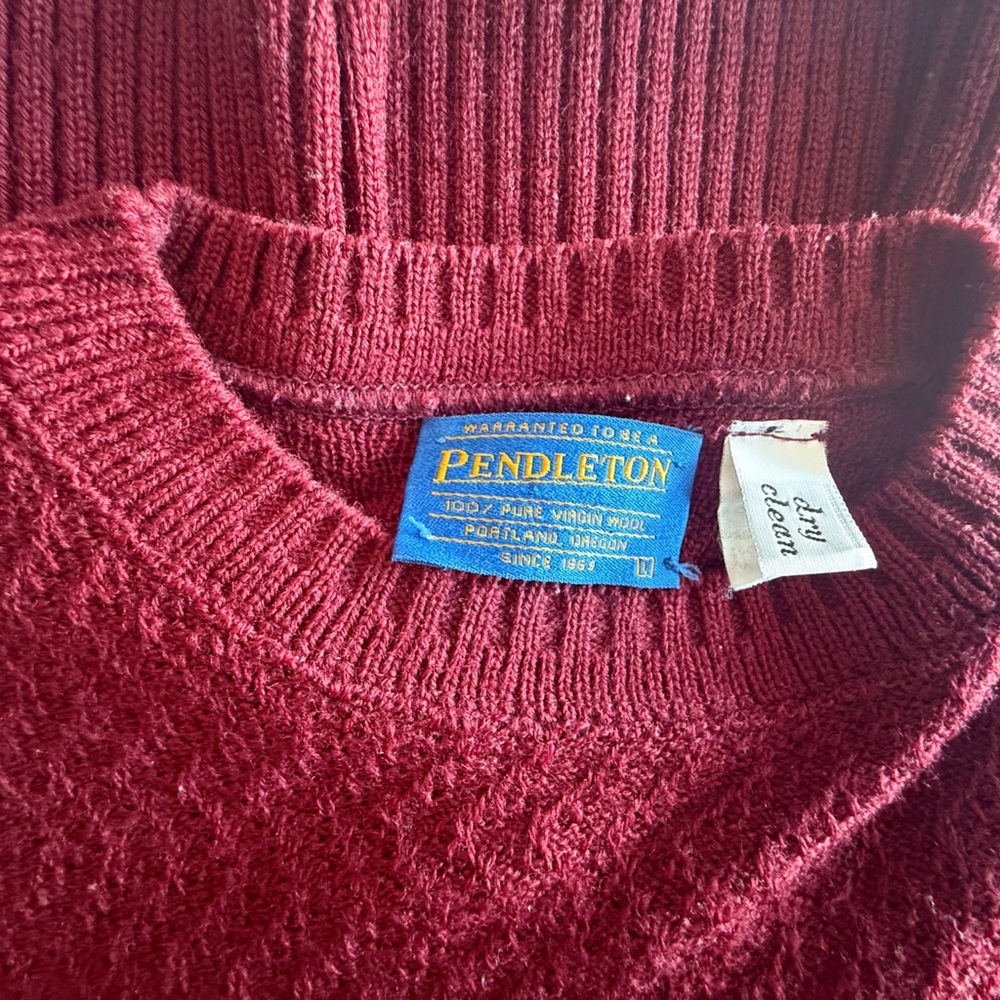 WARRANTED TO BE A
PENDLETON
100% PURE VIRGIN WOOL
PORTLAND, OREGON
SINCE 1863
L
dry
clean